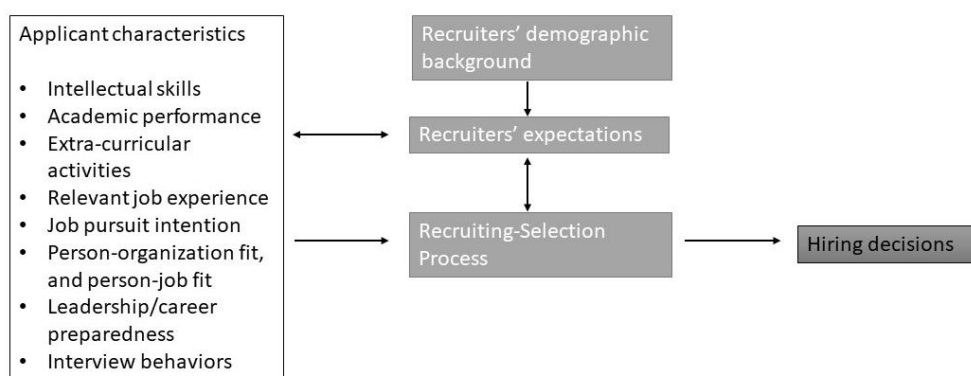 Applicant characteristics
• Intellectual skills
• Academic performance
• Extra-curricular
activities
• Relevant job experience
• Job pursuit intention
• Person-organization fit,
and person-job fit
• Leadership/career
preparedness
• Interview behaviors
Recruiters’ demographic
background
Recruiters’ expectations
Recruiting-Selection
Process
Hiring decisions